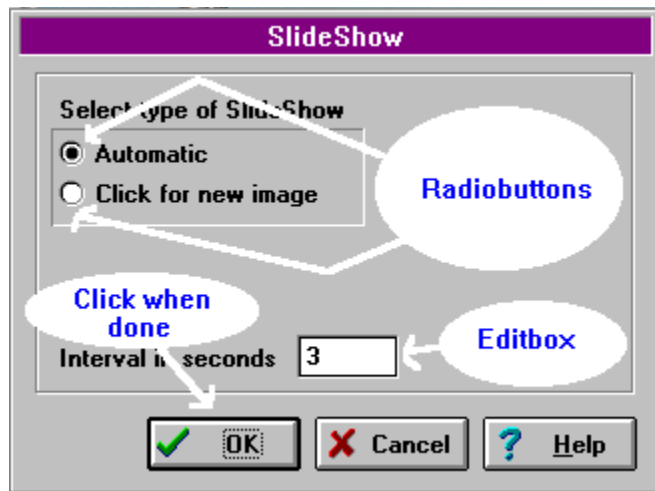 SlideShow
Select type of SlideShow
Automatic
Click for new image
Radiobuttons
Click when
done
Editbox
Interval in seconds 3
OK Cancel Help